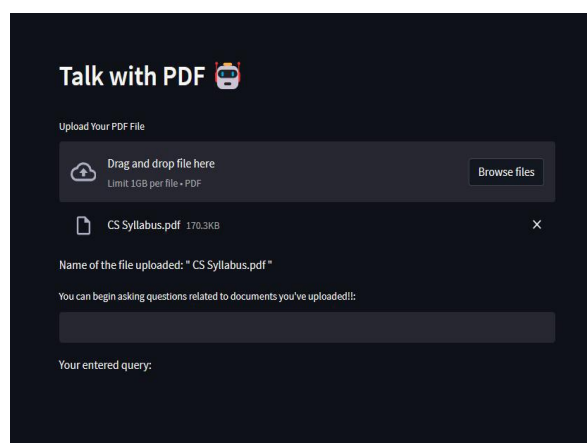 Talk with PDF
Upload Your PDF File
Drag and drop file here
Limit 1GB per file • PDF
Browse files
CS Syllabus.pdf 170.3KB
Name of the file uploaded: " CS Syllabus.pdf "
You can begin asking questions related to documents you've uploaded!!:
Your entered query: